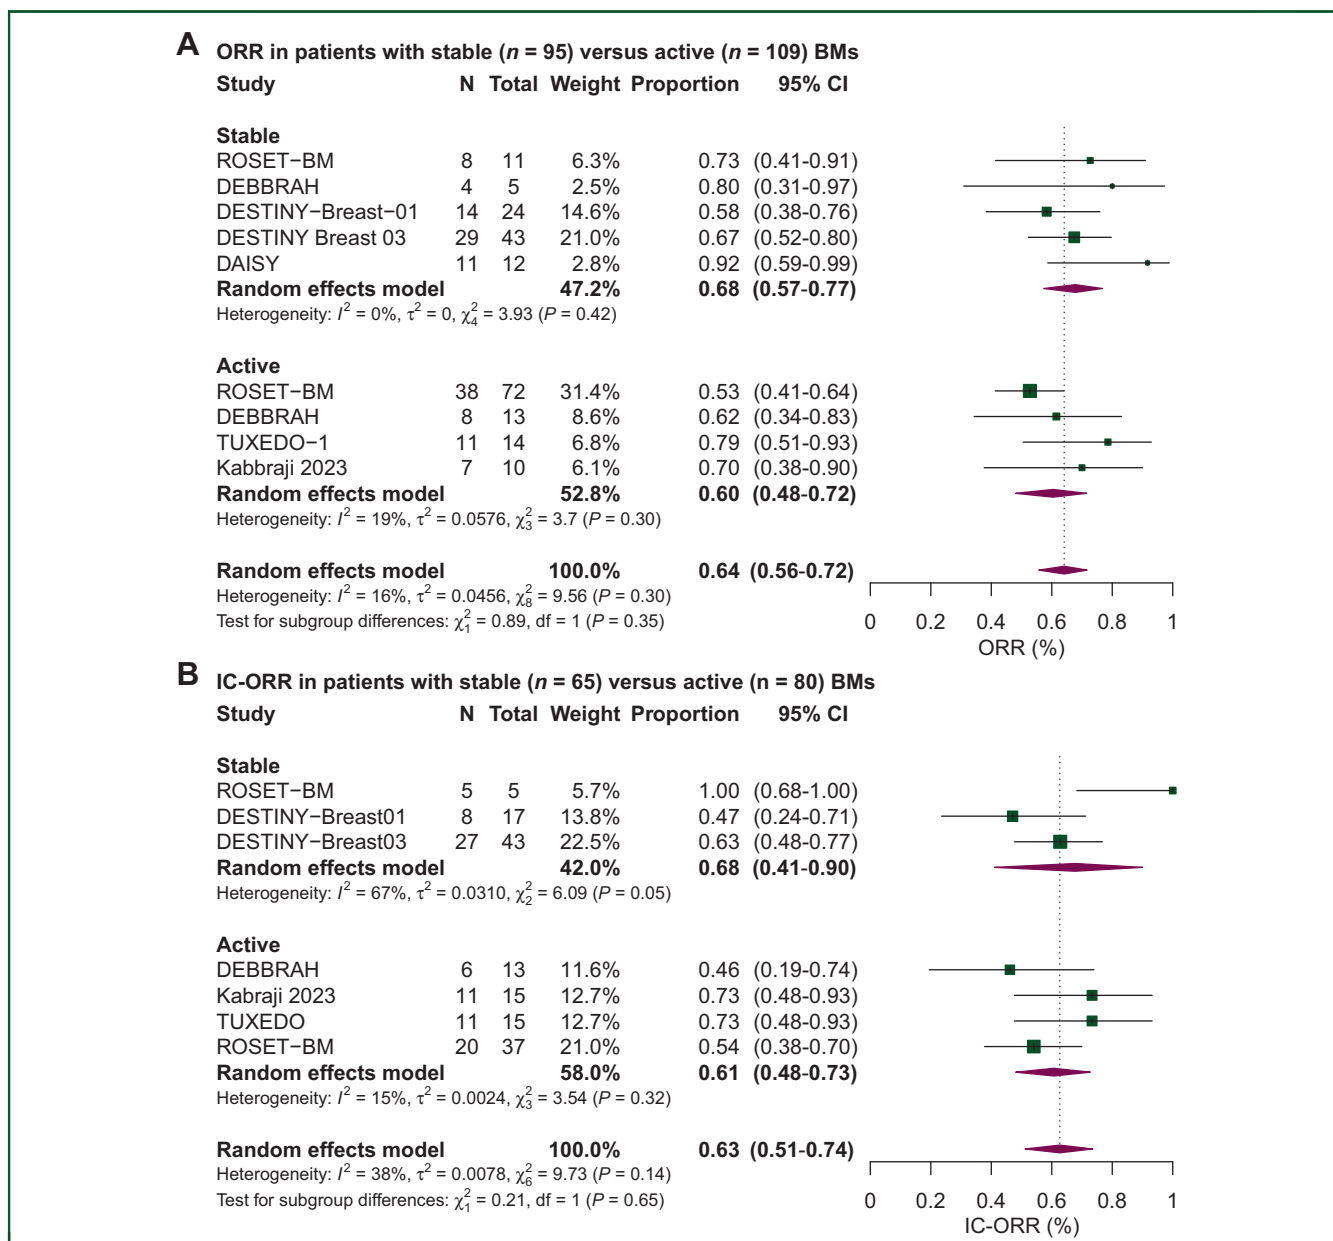 A ORR in patients with stable (n = 95) versus active (n = 109) BMs
Study N Total Weight Proportion 95% CI
Stable
ROSET−BM 8 11 6.3% 0.73 (0.41-0.91)
DEBBRAH 4 5 2.5% 0.80 (0.31-0.97)
DESTINY−Breast−01 14 24 14.6% 0.58 (0.38-0.76)
DESTINY Breast 03 29 43 21.0% 0.67 (0.52-0.80)
DAISY 11 12 2.8% 0.92 (0.59-0.99)
Random effects model 47.2% 0.68 (0.57-0.77)
Heterogeneity: I² = 0%, τ² = 0, χ²₄ = 3.93 (P = 0.42)
Active
ROSET−BM 38 72 31.4% 0.53 (0.41-0.64)
DEBBRAH 8 13 8.6% 0.62 (0.34-0.83)
TUXEDO−1 11 14 6.8% 0.79 (0.51-0.93)
Kabbraji 2023 7 10 6.1% 0.70 (0.38-0.90)
Random effects model 52.8% 0.60 (0.48-0.72)
Heterogeneity: I² = 19%, τ² = 0.0576, χ²₃ = 3.7 (P = 0.30)
Random effects model 100.0% 0.64 (0.56-0.72)
Heterogeneity: I² = 16%, τ² = 0.0456, χ²₈ = 9.56 (P = 0.30)
Test for subgroup differences: χ²₁ = 0.89, df = 1 (P = 0.35)
0 0.2 0.4 0.6 0.8 1
ORR (%)
B IC-ORR in patients with stable (n = 65) versus active (n = 80) BMs
Study N Total Weight Proportion 95% CI
Stable
ROSET−BM 5 5 5.7% 1.00 (0.68-1.00)
DESTINY−Breast01 8 17 13.8% 0.47 (0.24-0.71)
DESTINY−Breast03 27 43 22.5% 0.63 (0.48-0.77)
Random effects model 42.0% 0.68 (0.41-0.90)
Heterogeneity: I² = 67%, τ² = 0.0310, χ²₂ = 6.09 (P = 0.05)
Active
DEBBRAH 6 13 11.6% 0.46 (0.19-0.74)
Kabraji 2023 11 15 12.7% 0.73 (0.48-0.93)
TUXEDO 11 15 12.7% 0.73 (0.48-0.93)
ROSET−BM 20 37 21.0% 0.54 (0.38-0.70)
Random effects model 58.0% 0.61 (0.48-0.73)
Heterogeneity: I² = 15%, τ² = 0.0024, χ²₃ = 3.54 (P = 0.32)
Random effects model 100.0% 0.63 (0.51-0.74)
Heterogeneity: I² = 38%, τ² = 0.0078, χ²₆ = 9.73 (P = 0.14)
Test for subgroup differences: χ²₁ = 0.21, df = 1 (P = 0.65)
0 0.2 0.4 0.6 0.8 1
IC-ORR (%)